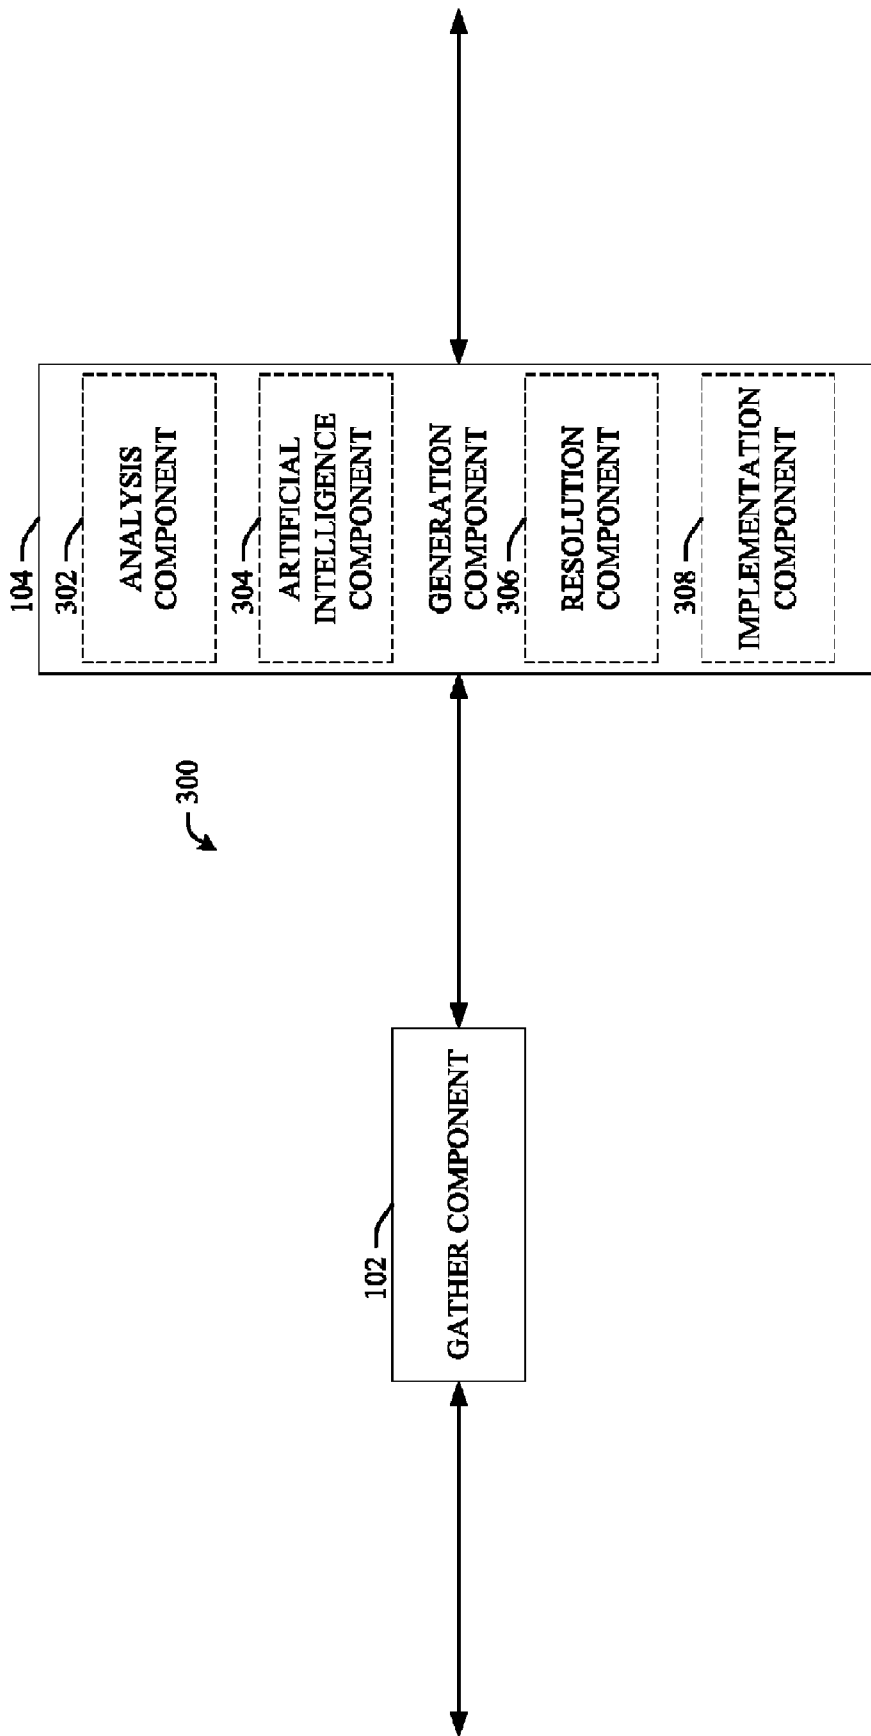 300
104
302
ANALYSIS
COMPONENT
304
ARTIFICIAL
INTELLIGENCE
COMPONENT
GENERATION
COMPONENT
306
RESOLUTION
COMPONENT
308
IMPLEMENTATION
COMPONENT
102
GATHER COMPONENT